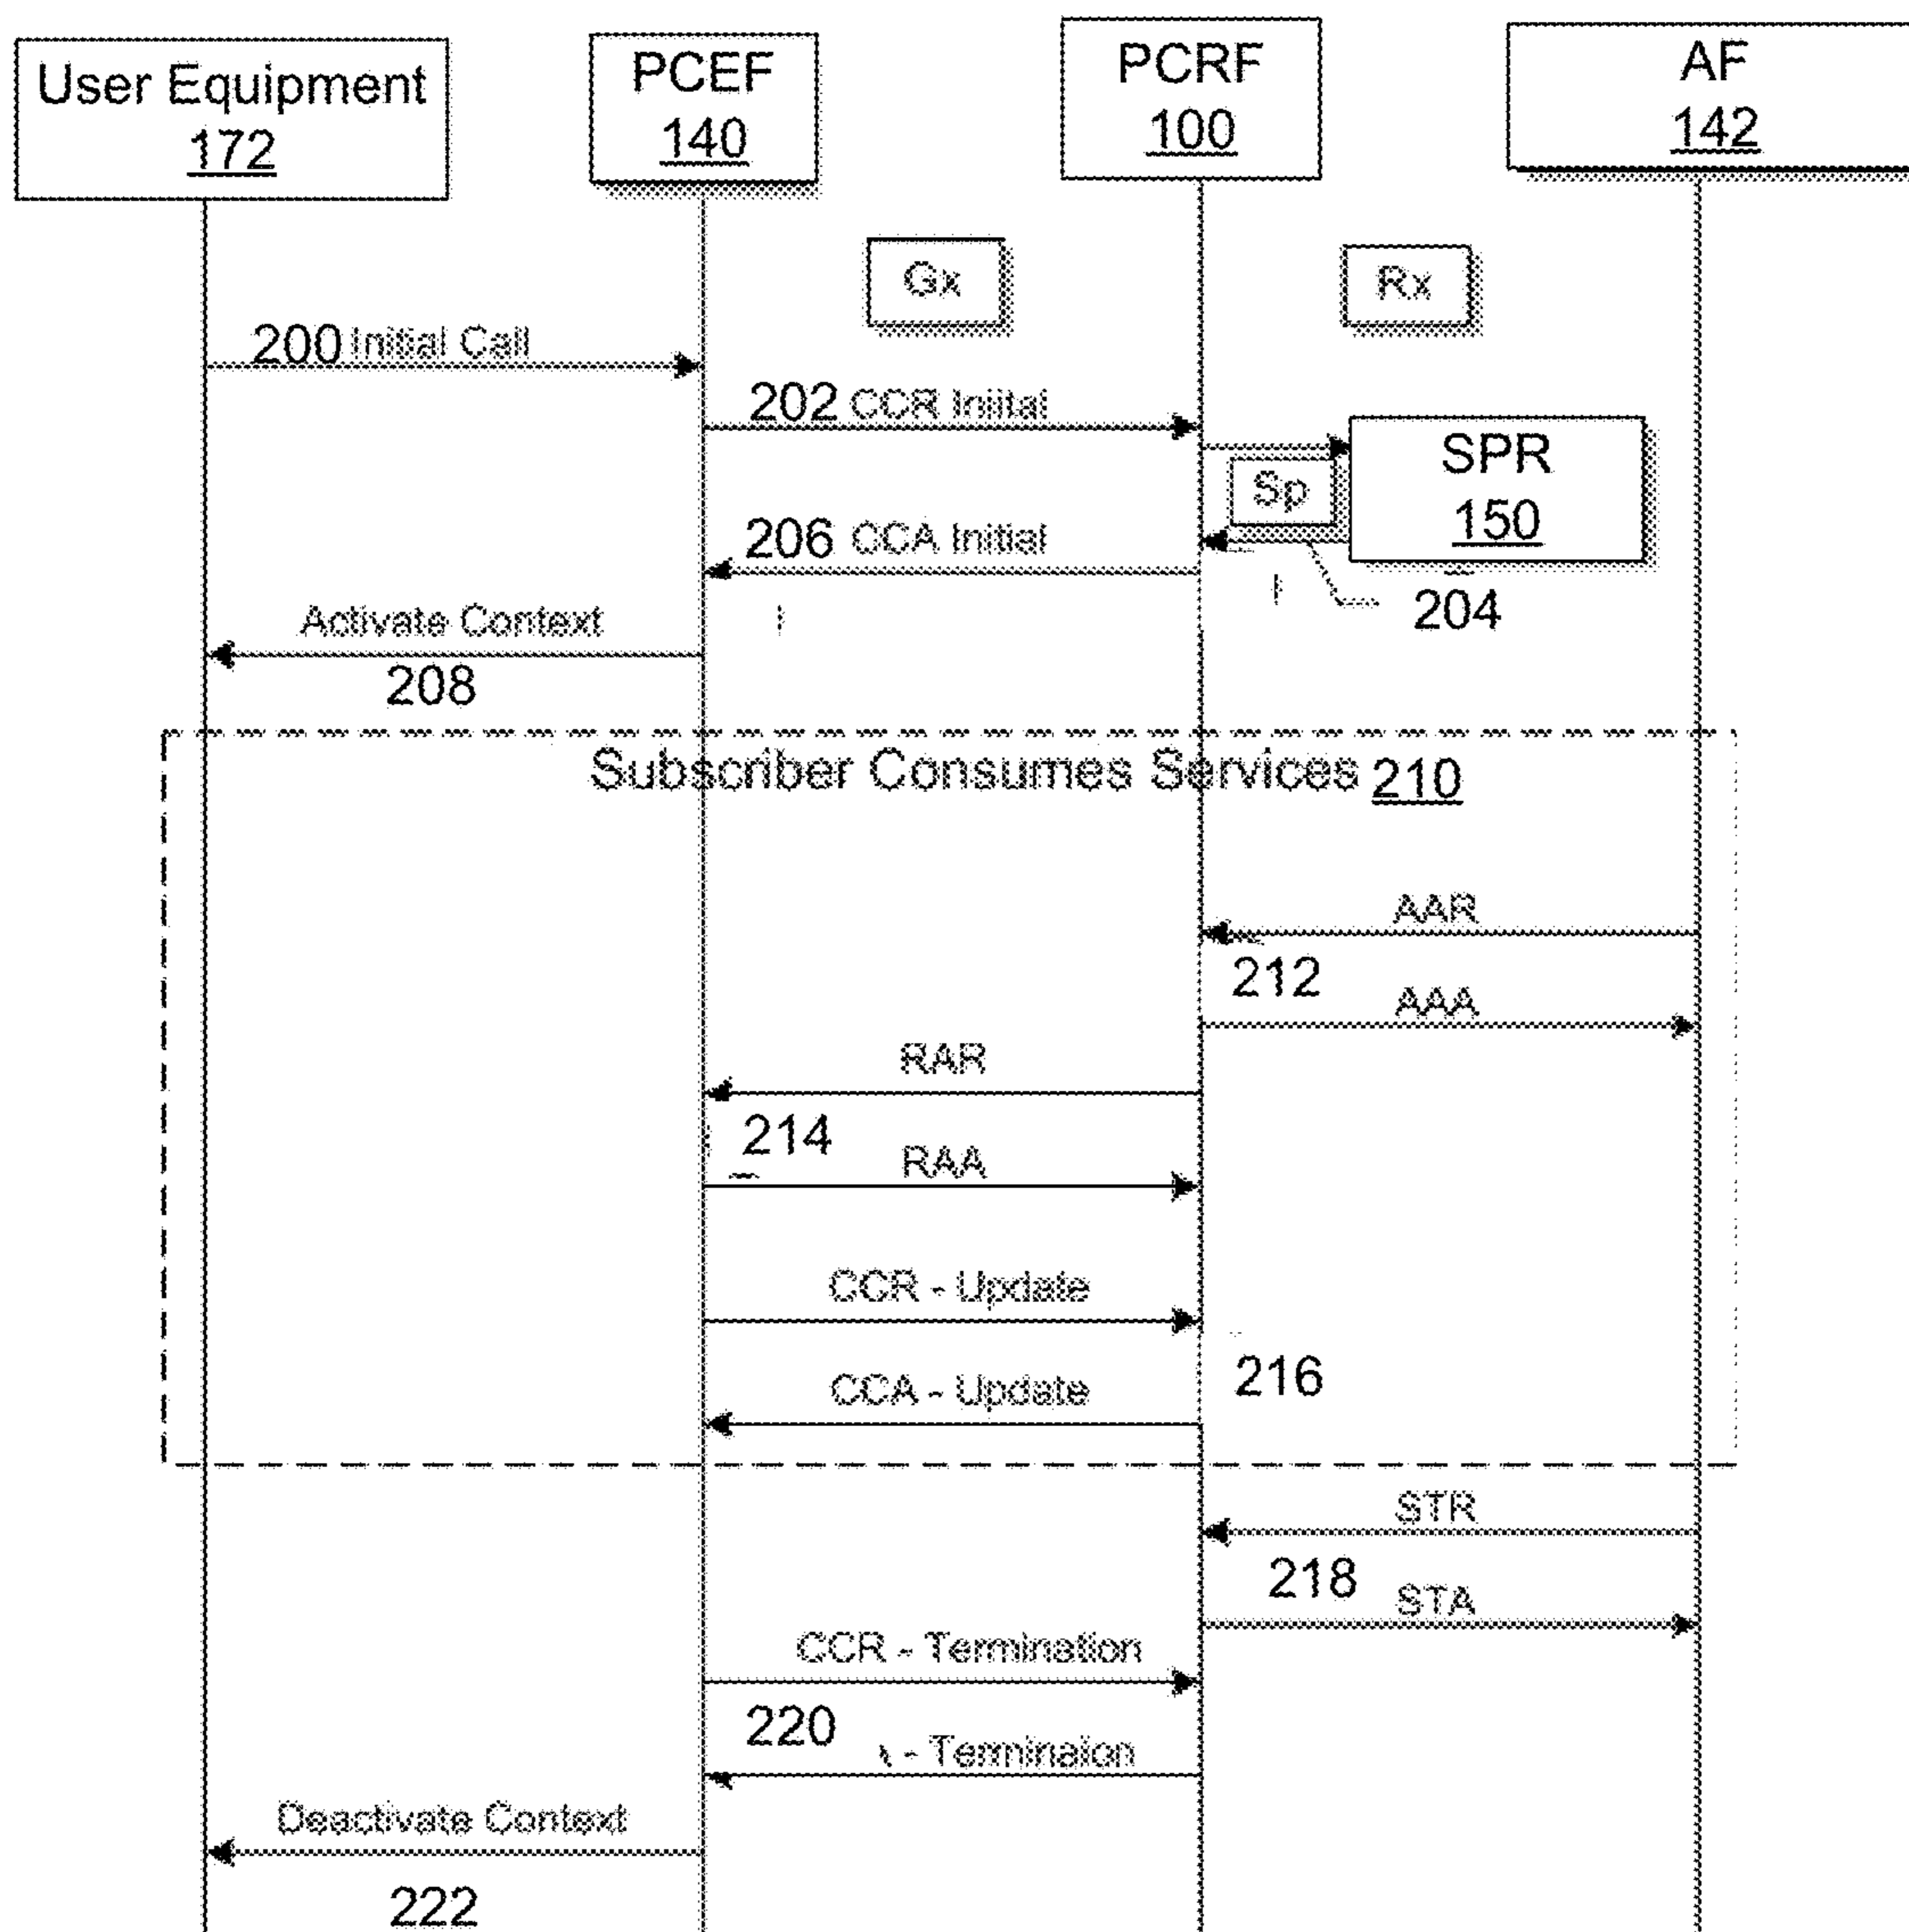 User Equipment
172
PCEF
140
PCRF
100
AF
142
Gx
Rx
200 Initial Call
202 CCR Iniital
SPR
150
Sp
206 CCA Initial
204
Activate Context
208
Subscriber Consumes Services 210
AAR
212
AAA
RAR
214
RAA
CCR - Update
216
CCA - Update
STR
218
STA
CCR - Termination
220
- Terminaion
Deactivate Context
222